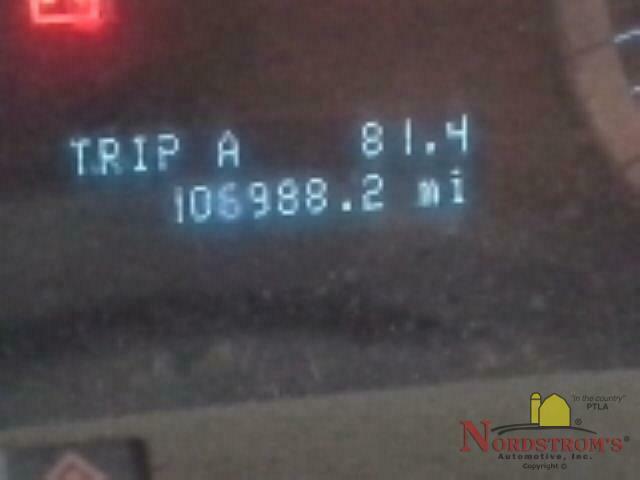 TRIP A 81.4
106988.2 mi
"in the country"
PTLA
®
NORDSTROM'S®
Automotive, Inc.
Copyright ©